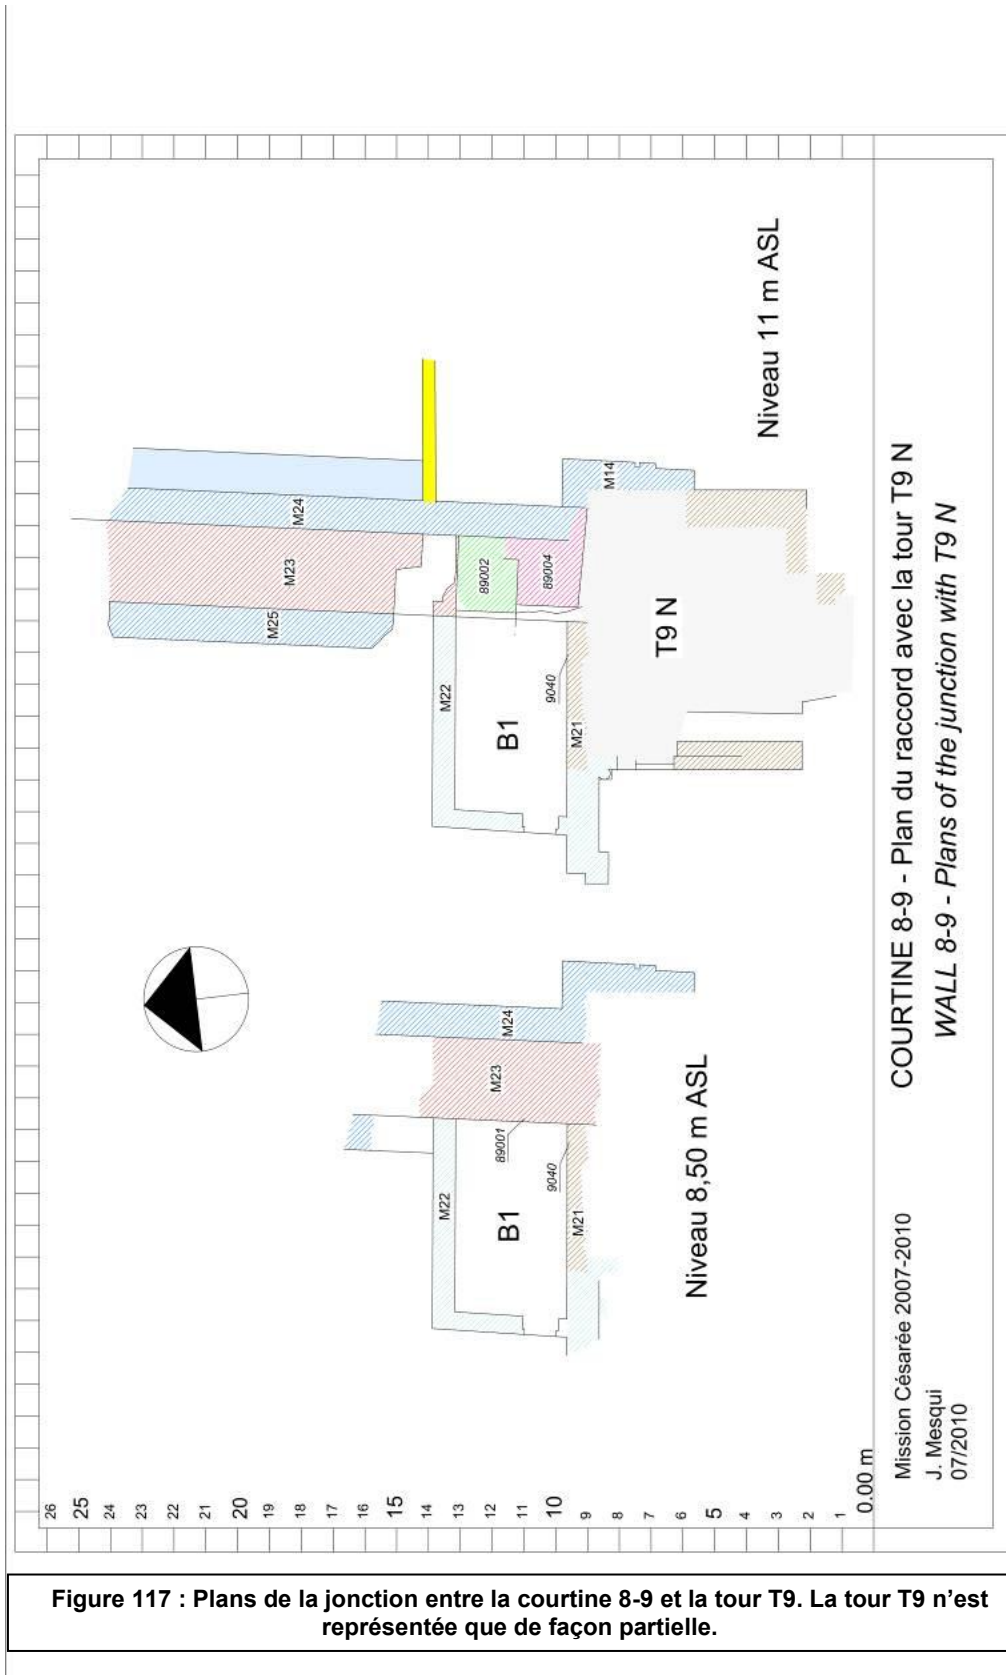 Niveau 11 m ASL
M24
M23
M25
89002
89004
M14
M22
B1
9040
M21
T9 N
M24
M23
89001
M22
B1
9040
M21
Niveau 8,50 m ASL
26
25
24
23
22
21
20
19
18
17
16
15
14
13
12
11
10
9
8
7
6
5
4
3
2
1
0.00 m
COURTINE 8-9 - Plan du raccord avec la tour T9 N
WALL 8-9 - Plans of the junction with T9 N
Mission Césarée 2007-2010
J. Mesqui
07/2010
Figure 117 : Plans de la jonction entre la courtine 8-9 et la tour T9. La tour T9 n’est
représentée que de façon partielle.